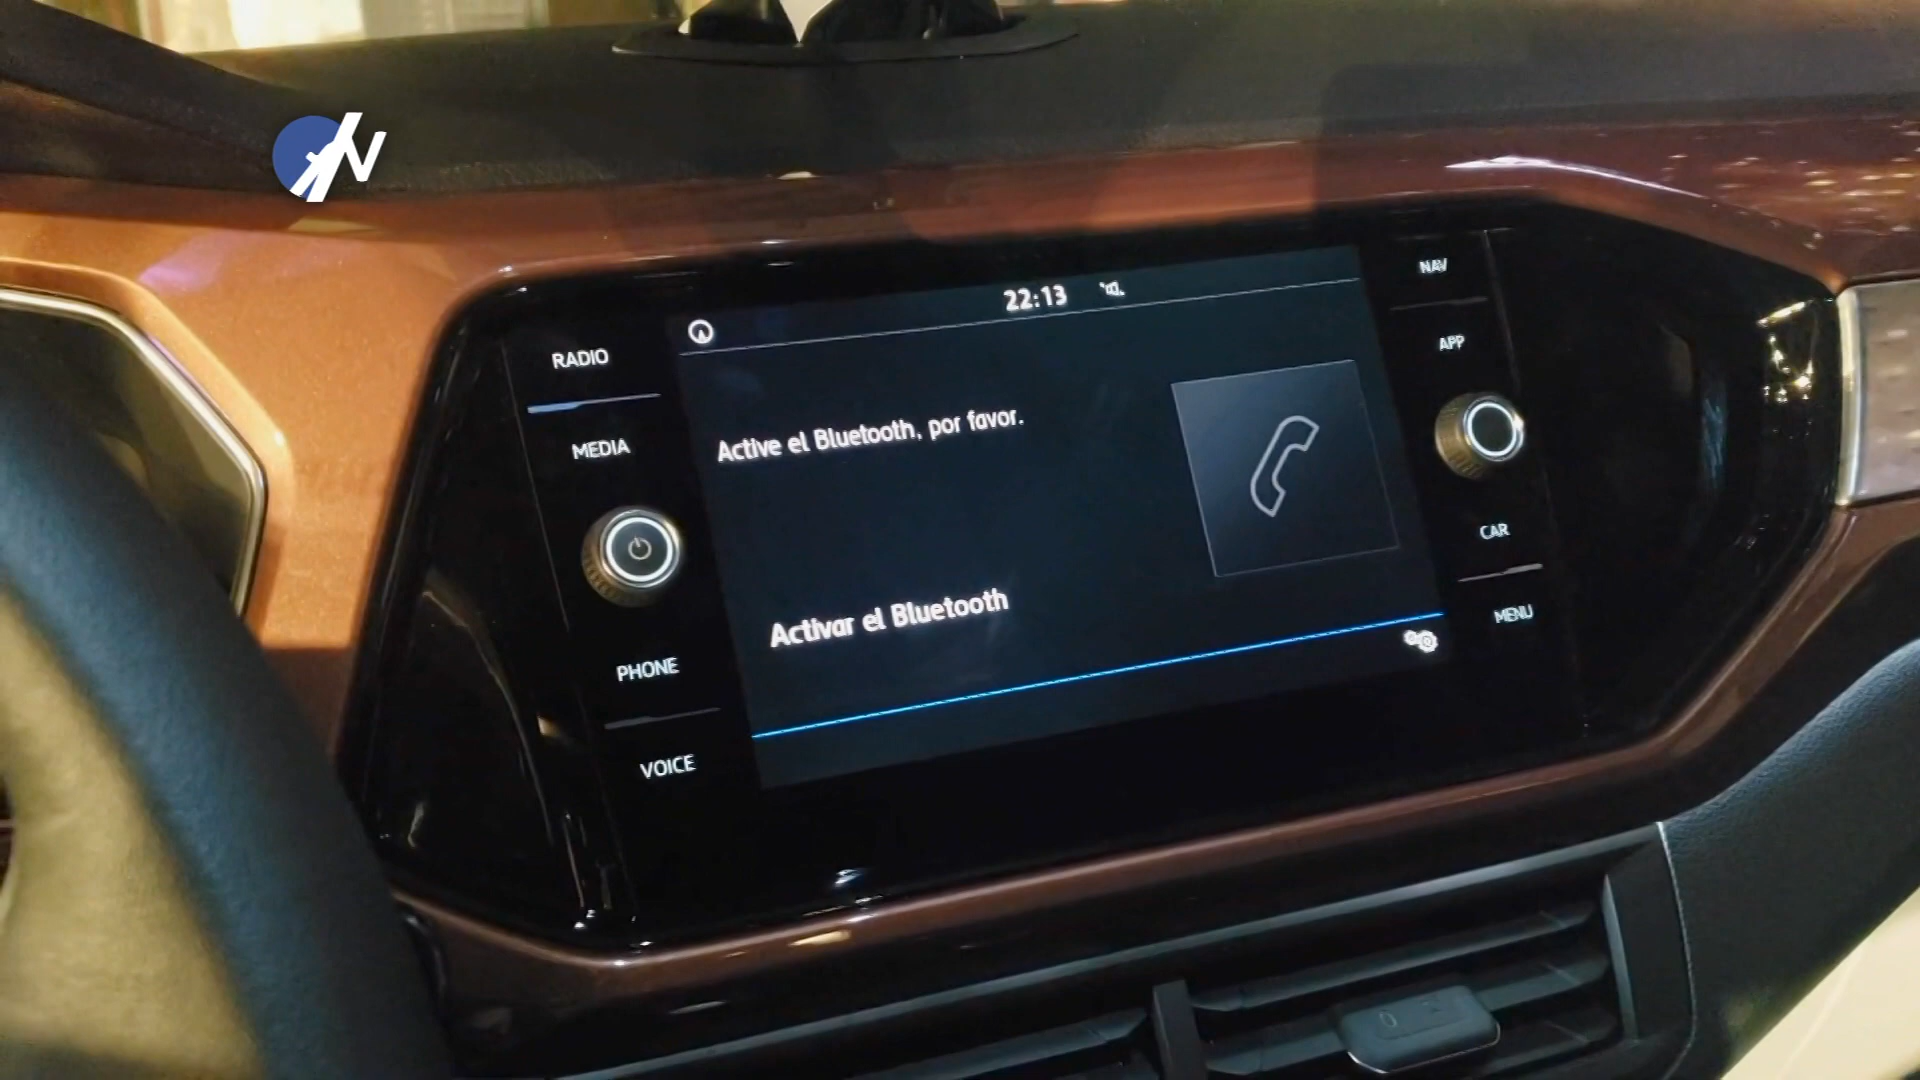 22:13
RADIO
MEDIA
PHONE
VOICE
Active el Bluetooth, por favor.
Activar el Bluetooth
NAV
APP
CAR
MENU